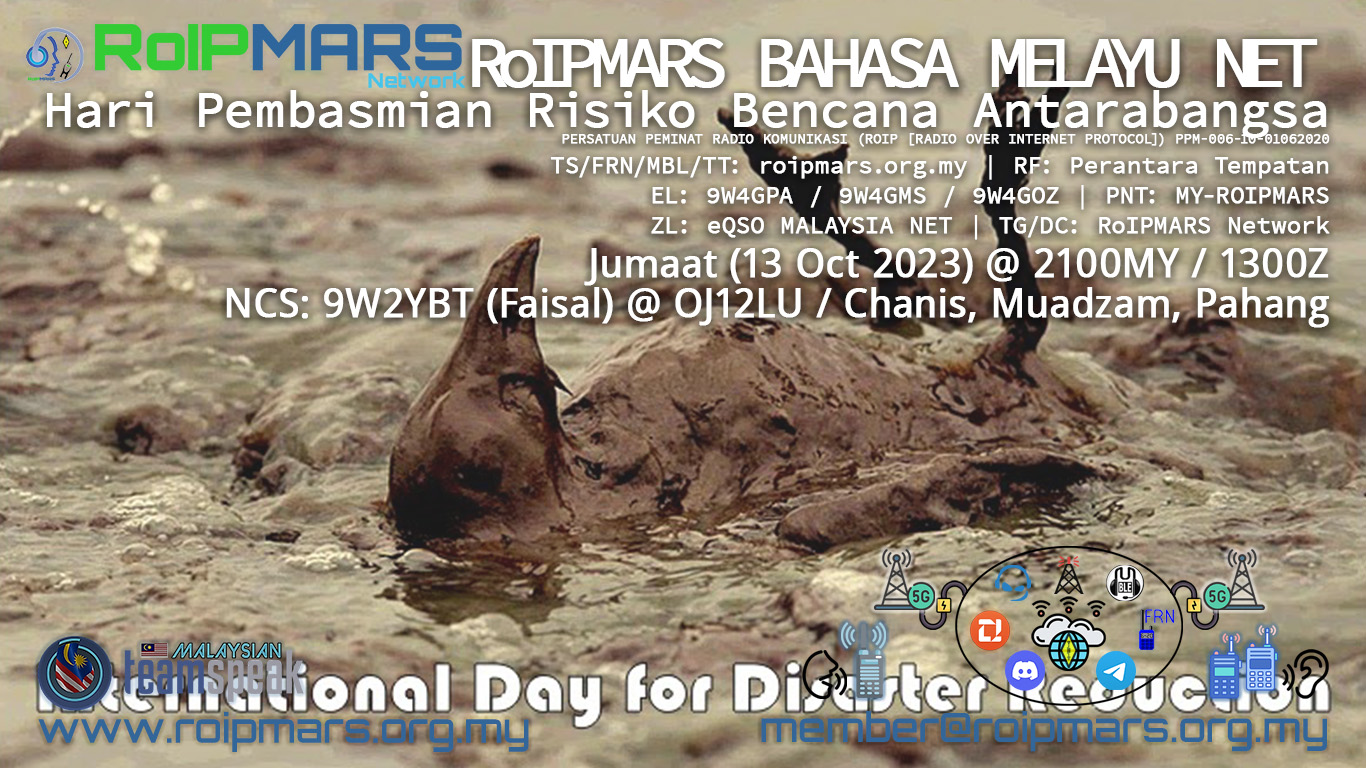 RoIPMARS
Network
RoIPMARS BAHASA MELAYU NET
Hari Pembasmian Risiko Bencana Antarabangsa
PERSATUAN PEMINAT RADIO KOMUNIKASI (ROIP [RADIO OVER INTERNET PROTOCOL]) PPM-006-10-01062020
TS/FRN/MBL/TT: roipmars.org.my | RF: Perantara Tempatan
EL: 9W4GPA / 9W4GMS / 9W4GOZ | PNT: MY-ROIPMARS
ZL: eQSO MALAYSIA NET | TG/DC: RoIPMARS Network
Jumaat (13 Oct 2023) @ 2100MY / 1300Z
NCS: 9W2YBT (Faisal) @ OJ12LU / Chanis, Muadzam, Pahang
5G
BLE
5G
FRN
MALAYSIAN
teamspeak
International Day for Disaster Reduction
www.roipmars.org.my
member@roipmars.org.my